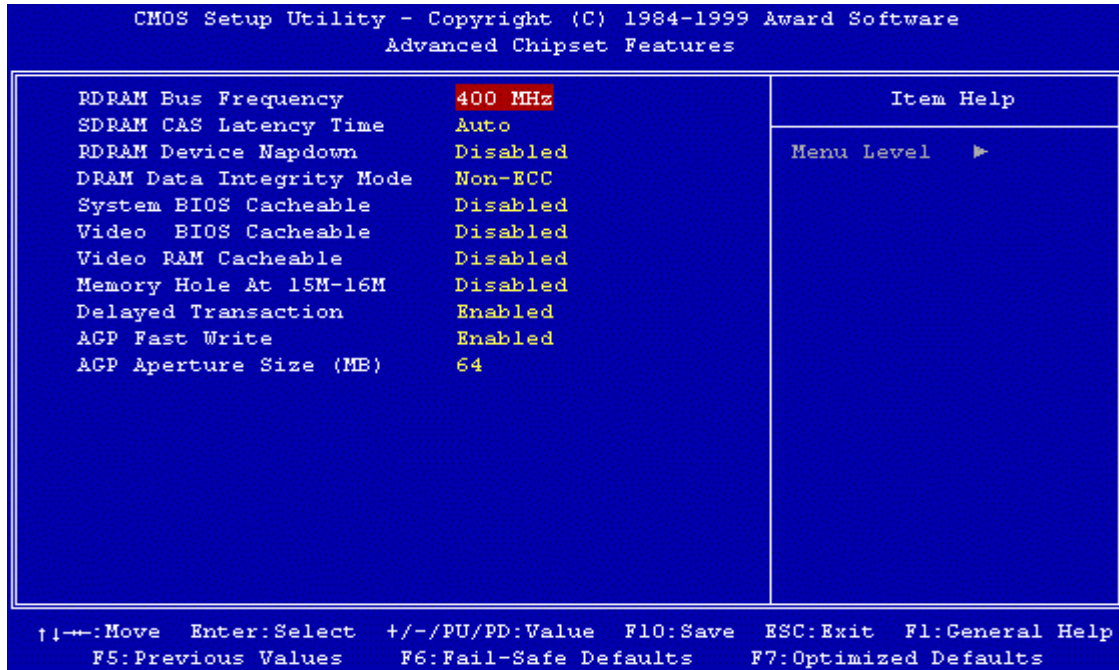 CMOS Setup Utility - Copyright (C) 1984-1999 Award Software
Advanced Chipset Features
RDRAM Bus Frequency 400 MHz
SDRAM CAS Latency Time Auto
RDRAM Device Napdown Disabled
DRAM Data Integrity Mode Non-ECC
System BIOS Cacheable Disabled
Video BIOS Cacheable Disabled
Video RAM Cacheable Disabled
Memory Hole At 15M-16M Disabled
Delayed Transaction Enabled
AGP Fast Write Enabled
AGP Aperture Size (MB) 64
Item Help
Menu Level ►
↑↓→←:Move Enter:Select +/-/PU/PD:Value F10:Save ESC:Exit F1:General Help
F5:Previous Values F6:Fail-Safe Defaults F7:Optimized Defaults